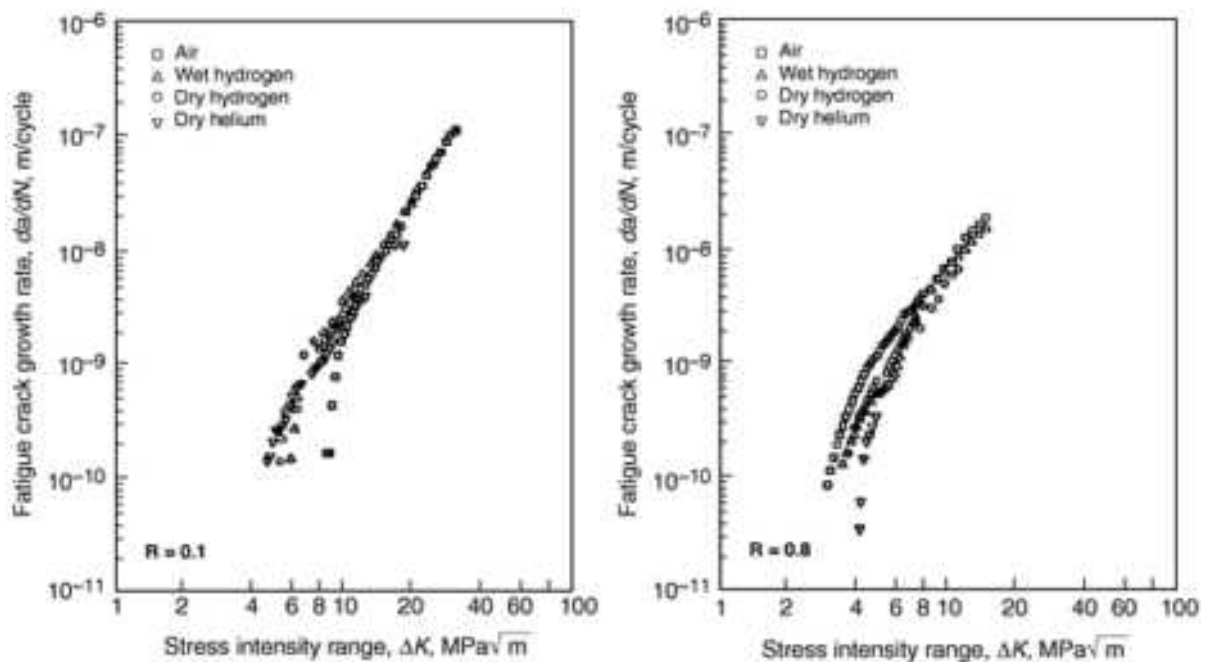 Fatigue crack growth rate, da/dN, m/cycle
10⁻⁶
10⁻⁷
10⁻⁸
10⁻⁹
10⁻¹⁰
10⁻¹¹
Air
Wet hydrogen
Dry hydrogen
Dry helium
R = 0.1
1 2 4 6 8 10 20 40 60 100
Stress intensity range, ΔK, MPa√m
Fatigue crack growth rate, da/dN, m/cycle
10⁻⁶
10⁻⁷
10⁻⁸
10⁻⁹
10⁻¹⁰
10⁻¹¹
Air
Wet hydrogen
Dry hydrogen
Dry helium
R = 0.8
1 2 4 6 8 10 20 40 60 100
Stress intensity range, ΔK, MPa√m